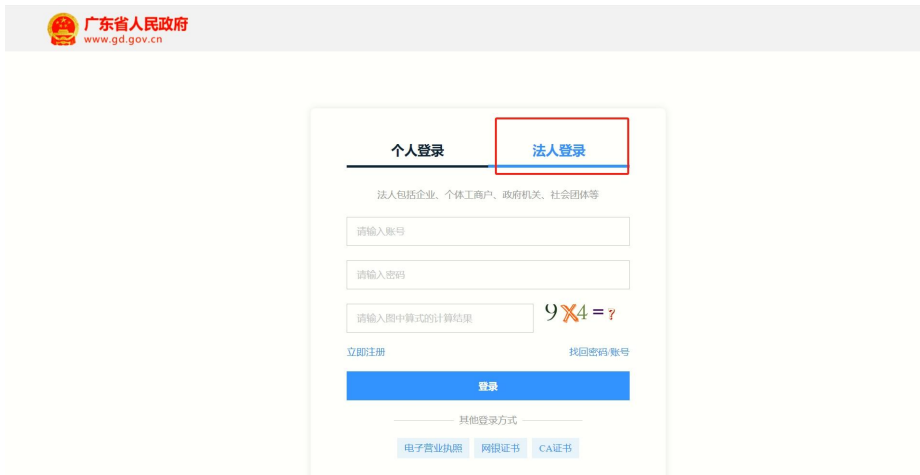 广东省人民政府
www.gd.gov.cn
个人登录 法人登录
法人包括企业、个体工商户、政府机关、社会团体等
请输入账号
请输入密码
请输入图中算式的计算结果 9X4=?
立即注册 找回密码/账号
登录
其他登录方式
电子营业执照 网银证书 CA证书